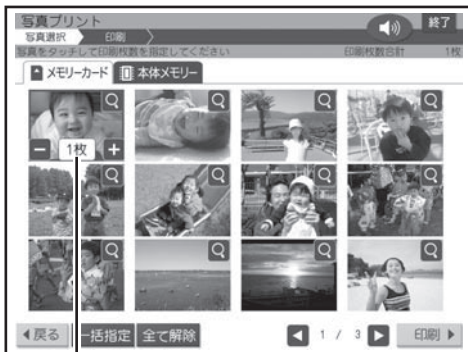 写真プリント
終了
写真選択 印刷
写真をタッチして印刷枚数を指定してください 印刷枚数合計 1枚
メモリーカード 本体メモリー
− 1枚 +
戻る 一括指定 全て解除 1 / 3 印刷